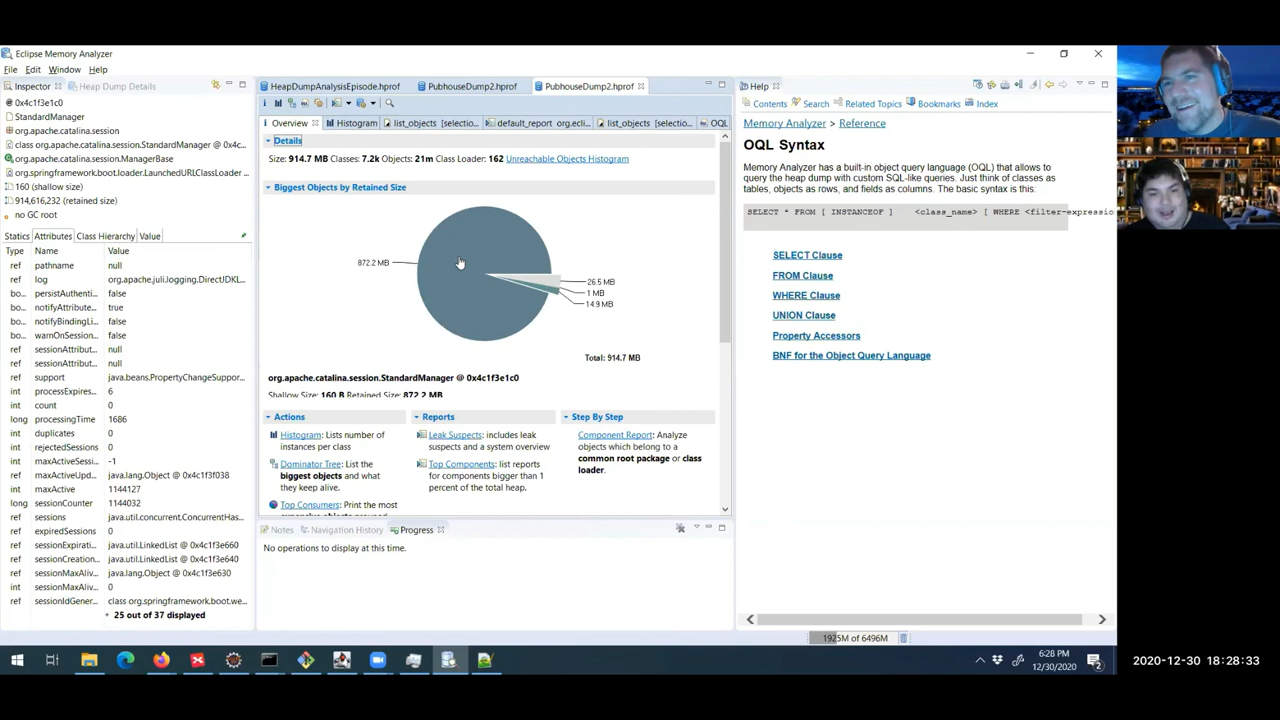 Eclipse Memory Analyzer
File Edit Window Help
Inspector Heap Dump Details
0x4c1f3e1c0
StandardManager
org.apache.catalina.session
class org.apache.catalina.session.StandardManager @ 0x4c...
org.apache.catalina.session.ManagerBase
org.springframework.boot.loader.LaunchedURLClassLoader
160 (shallow size)
914,616,232 (retained size)
no GC root
Statics Attributes Class Hierarchy Value
Type Name Value
ref pathname null
ref log org.apache.juli.logging.DirectJDKL...
bo... persistAuthenti... false
bo... notifyAttribute... true
bo... notifyBindingLi... false
bo... warnOnSession... false
ref sessionAttribut... null
ref sessionAttribut... null
ref support java.beans.PropertyChangeSuppor...
int processExpires... 6
int count 0
long processingTime 1686
int duplicates 0
int rejectedSessions 0
int maxActiveSessi... -1
ref maxActiveUpd... java.lang.Object @ 0x4c1f3f038
int maxActive 1144127
long sessionCounter 1144032
ref sessions java.util.concurrent.ConcurrentHas...
int expiredSessions 0
ref sessionExpirati... java.util.LinkedList @ 0x4c1f3e660
ref sessionCreation... java.util.LinkedList @ 0x4c1f3e640
ref sessionMaxAliv... java.lang.Object @ 0x4c1f3e630
int sessionMaxAliv... 0
ref sessionIdGener... class org.springframework.boot.we...
25 out of 37 displayed
HeapDumpAnalysisEpisode.hprof PubhouseDump2.hprof PubhouseDump2.hprof
Overview Histogram list_objects [selectio... default_report org.ecli... list_objects [selectio... OQL
Details
Size: 914.7 MB Classes: 7.2k Objects: 21m Class Loader: 162 Unreachable Objects Histogram
Biggest Objects by Retained Size
872.2 MB
26.5 MB
1 MB
14.9 MB
Total: 914.7 MB
org.apache.catalina.session.StandardManager @ 0x4c1f3e1c0
Shallow Size: 160 B Retained Size: 872.2 MB
Actions
Histogram: Lists number of
instances per class
Dominator Tree: List the
biggest objects and what
they keep alive.
Top Consumers: Print the most
Reports
Leak Suspects: includes leak
suspects and a system overview
Top Components: list reports
for components bigger than 1
percent of the total heap.
Step By Step
Component Report: Analyze
objects which belong to a
common root package or class
loader.
Notes Navigation History Progress
No operations to display at this time.
Help
Contents Search Related Topics Bookmarks Index
Memory Analyzer > Reference
OQL Syntax
Memory Analyzer has a built-in object query language (OQL) that allows to
query the heap dump with custom SQL-like queries. Just think of classes as
tables, objects as rows, and fields as columns. The basic syntax is this:
SELECT * FROM [ INSTANCEOF ] <class_name> [ WHERE <filter-expressio
SELECT Clause
FROM Clause
WHERE Clause
UNION Clause
Property Accessors
BNF for the Object Query Language
1925M of 6496M
6:28 PM
12/30/2020
2
2020-12-30 18:28:33